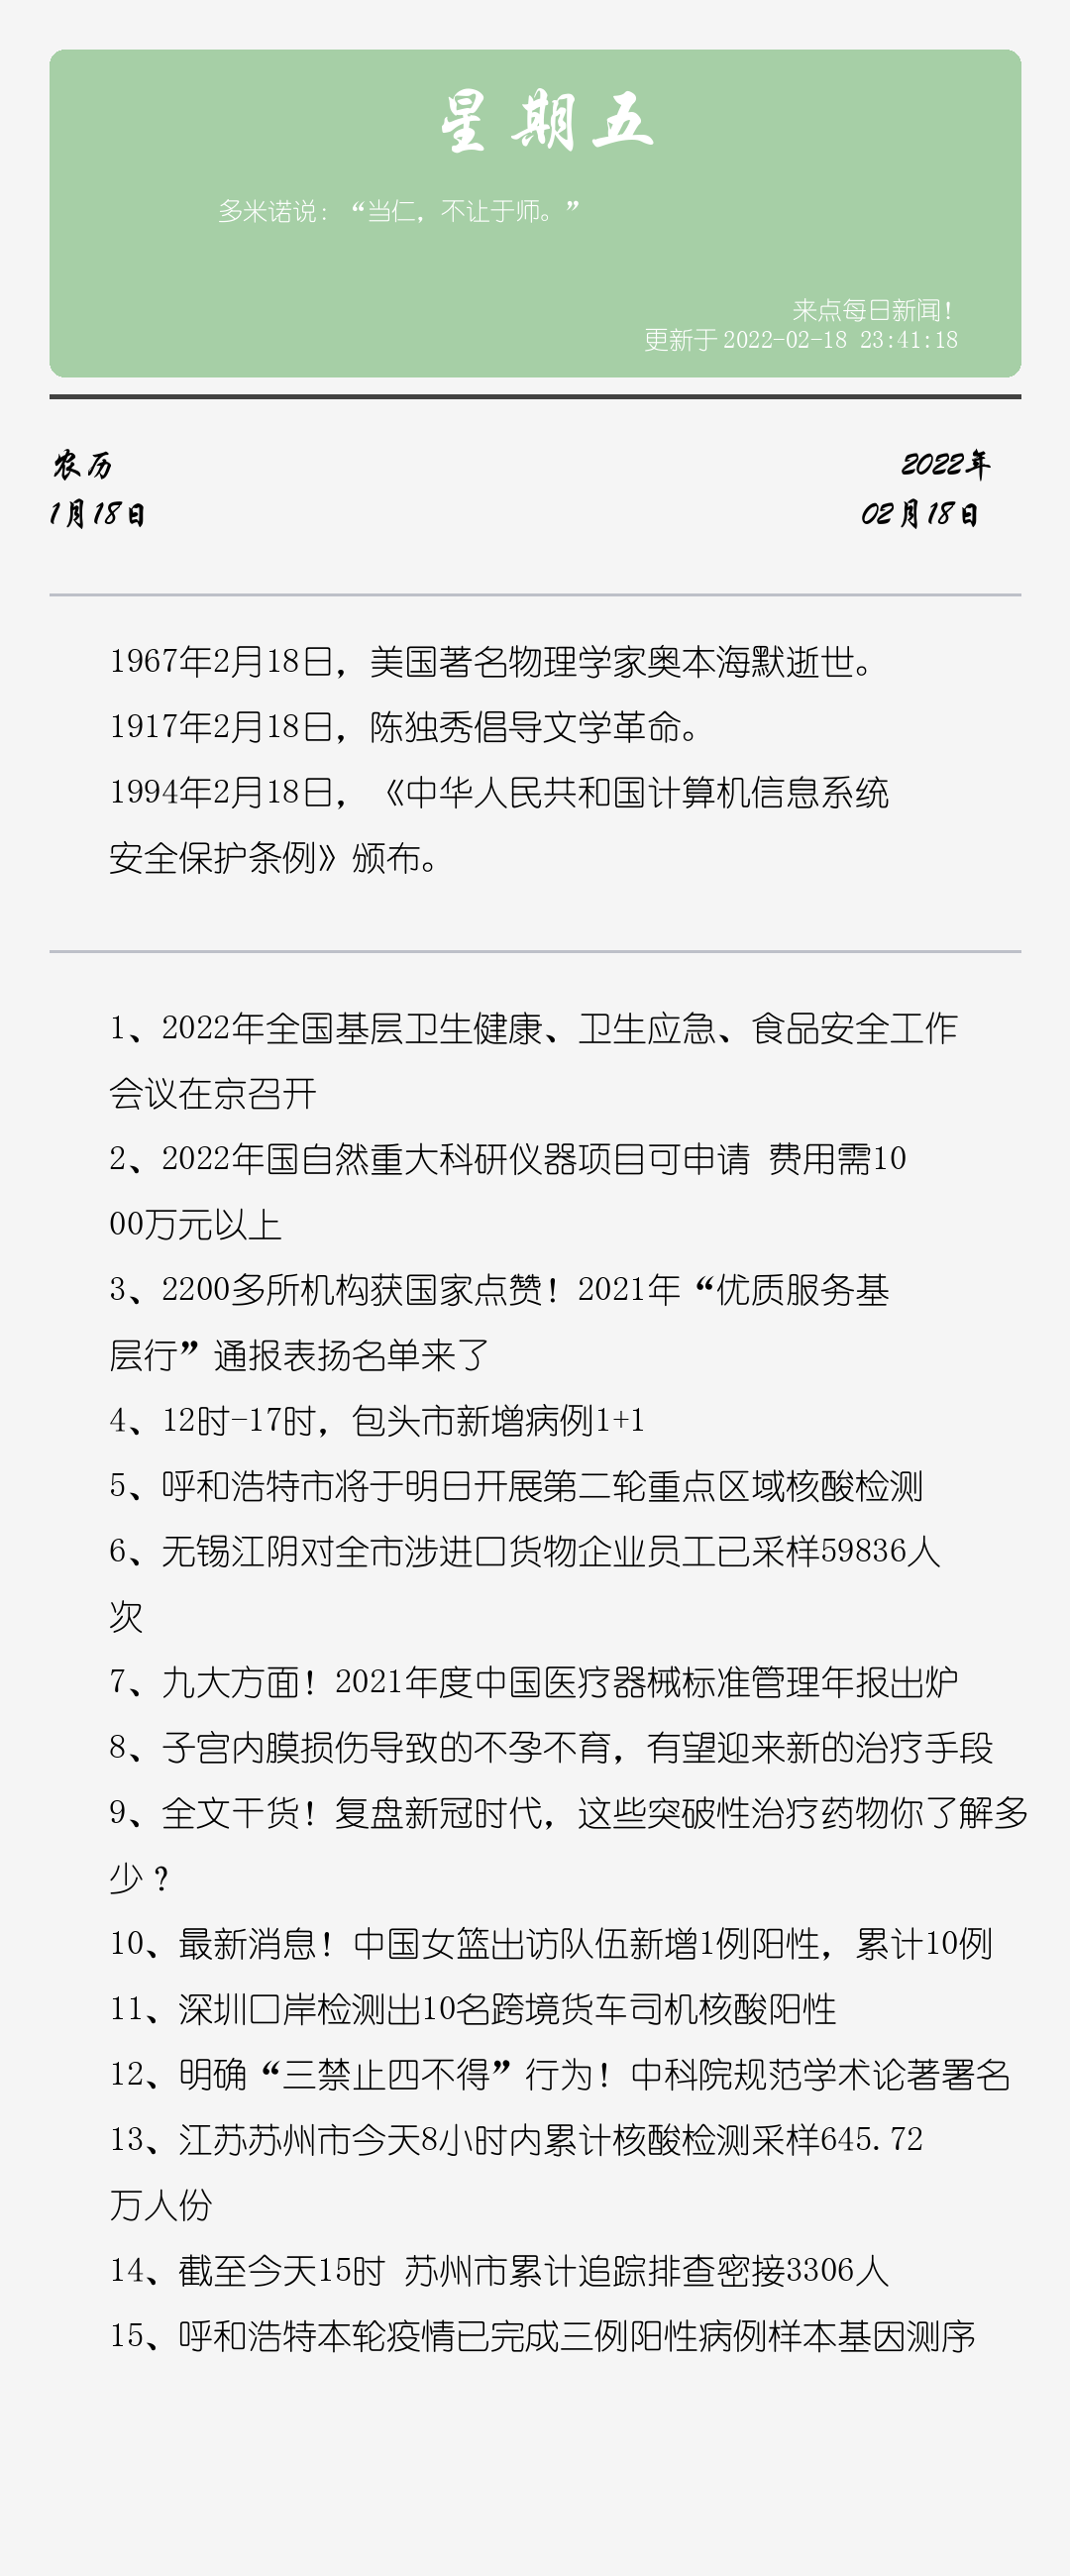 星期五
多米诺说：“当仁，不让于师。”
来点每日新闻！
更新于 2022-02-18 23:41:18
农历
2022年
1月18日
02月18日
1967年2月18日，美国著名物理学家奥本海默逝世。
1917年2月18日，陈独秀倡导文学革命。
1994年2月18日，《中华人民共和国计算机信息系统
安全保护条例》颁布。
1、2022年全国基层卫生健康、卫生应急、食品安全工作
会议在京召开
2、2022年国自然重大科研仪器项目可申请 费用需10
00万元以上
3、2200多所机构获国家点赞！2021年“优质服务基
层行”通报表扬名单来了
4、12时-17时，包头市新增病例1+1
5、呼和浩特市将于明日开展第二轮重点区域核酸检测
6、无锡江阴对全市涉进口货物企业员工已采样59836人
次
7、九大方面！2021年度中国医疗器械标准管理年报出炉
8、子宫内膜损伤导致的不孕不育，有望迎来新的治疗手段
9、全文干货！复盘新冠时代，这些突破性治疗药物你了解多
少？
10、最新消息！中国女篮出访队伍新增1例阳性，累计10例
11、深圳口岸检测出10名跨境货车司机核酸阳性
12、明确“三禁止四不得”行为！中科院规范学术论著署名
13、江苏苏州市今天8小时内累计核酸检测采样645.72
万人份
14、截至今天15时 苏州市累计追踪排查密接3306人
15、呼和浩特本轮疫情已完成三例阳性病例样本基因测序